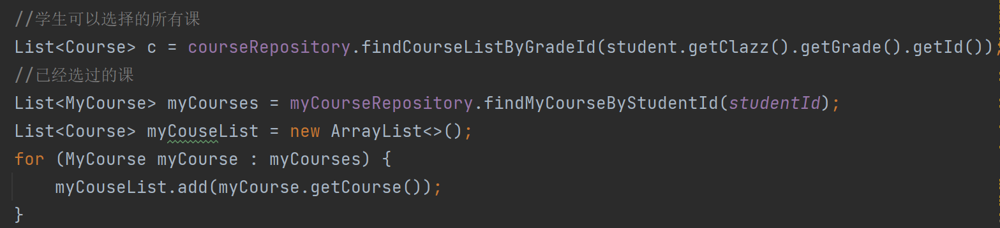 //学生可以选择的所有课
List<Course> c = courseRepository.findCourseListByGradeId(student.getClazz().getGrade().getId());
//已经选过的课
List<MyCourse> myCourses = myCourseRepository.findMyCourseByStudentId(studentId);
List<Course> myCouseList = new ArrayList<>();
for (MyCourse myCourse : myCourses) {
    myCouseList.add(myCourse.getCourse());
}